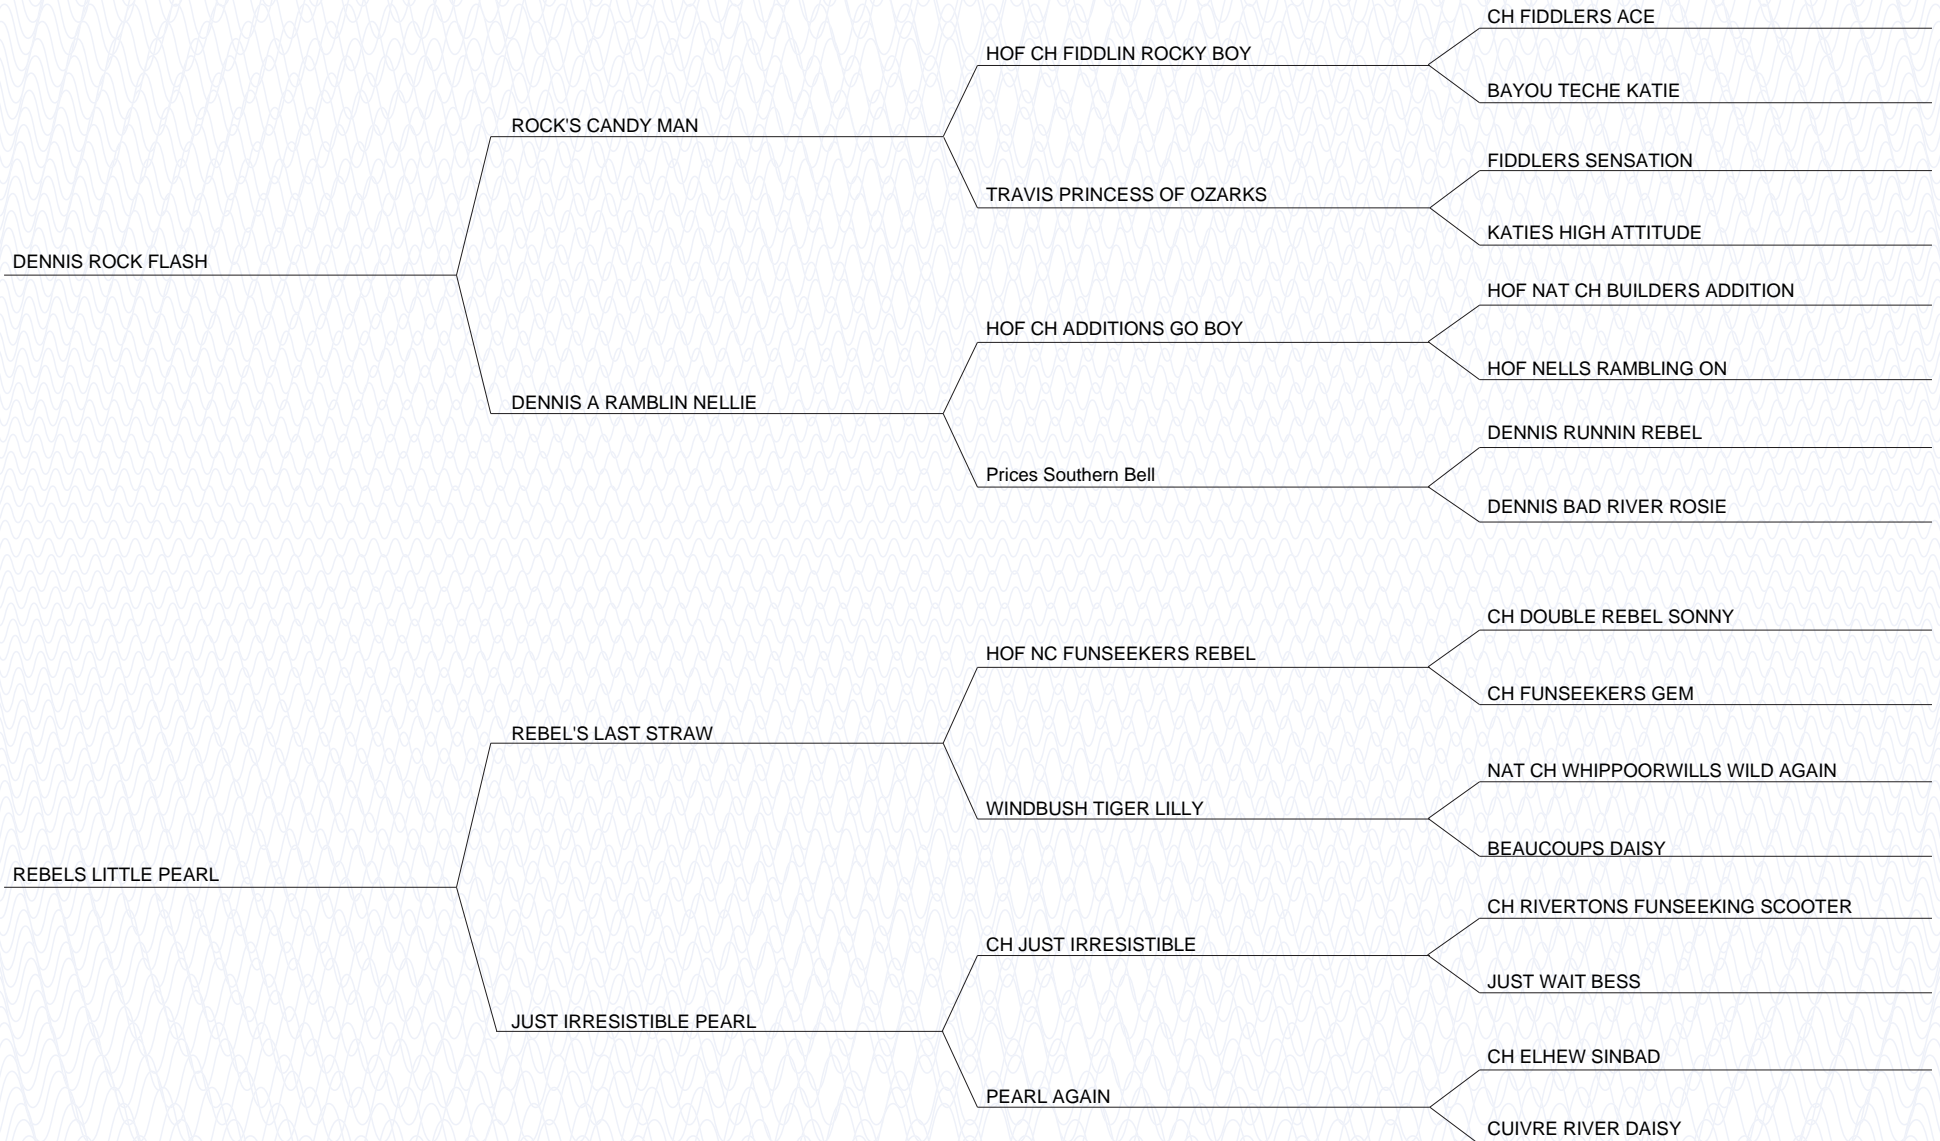 CH FIDDLERS ACE
HOF CH FIDDLIN ROCKY BOY
BAYOU TECHE KATIE
ROCK'S CANDY MAN
FIDDLERS SENSATION
TRAVIS PRINCESS OF OZARKS
KATIES HIGH ATTITUDE
DENNIS ROCK FLASH
HOF NAT CH BUILDERS ADDITION
HOF CH ADDITIONS GO BOY
HOF NELLS RAMBLING ON
DENNIS A RAMBLIN NELLIE
DENNIS RUNNIN REBEL
Prices Southern Bell
DENNIS BAD RIVER ROSIE
CH DOUBLE REBEL SONNY
HOF NC FUNSEEKERS REBEL
CH FUNSEEKERS GEM
REBEL'S LAST STRAW
NAT CH WHIPPOORWILLS WILD AGAIN
WINDBUSH TIGER LILLY
BEAUCOUPS DAISY
REBELS LITTLE PEARL
CH RIVERTONS FUNSEEKING SCOOTER
CH JUST IRRESISTIBLE
JUST WAIT BESS
JUST IRRESISTIBLE PEARL
CH ELHEW SINBAD
PEARL AGAIN
CUIVRE RIVER DAISY